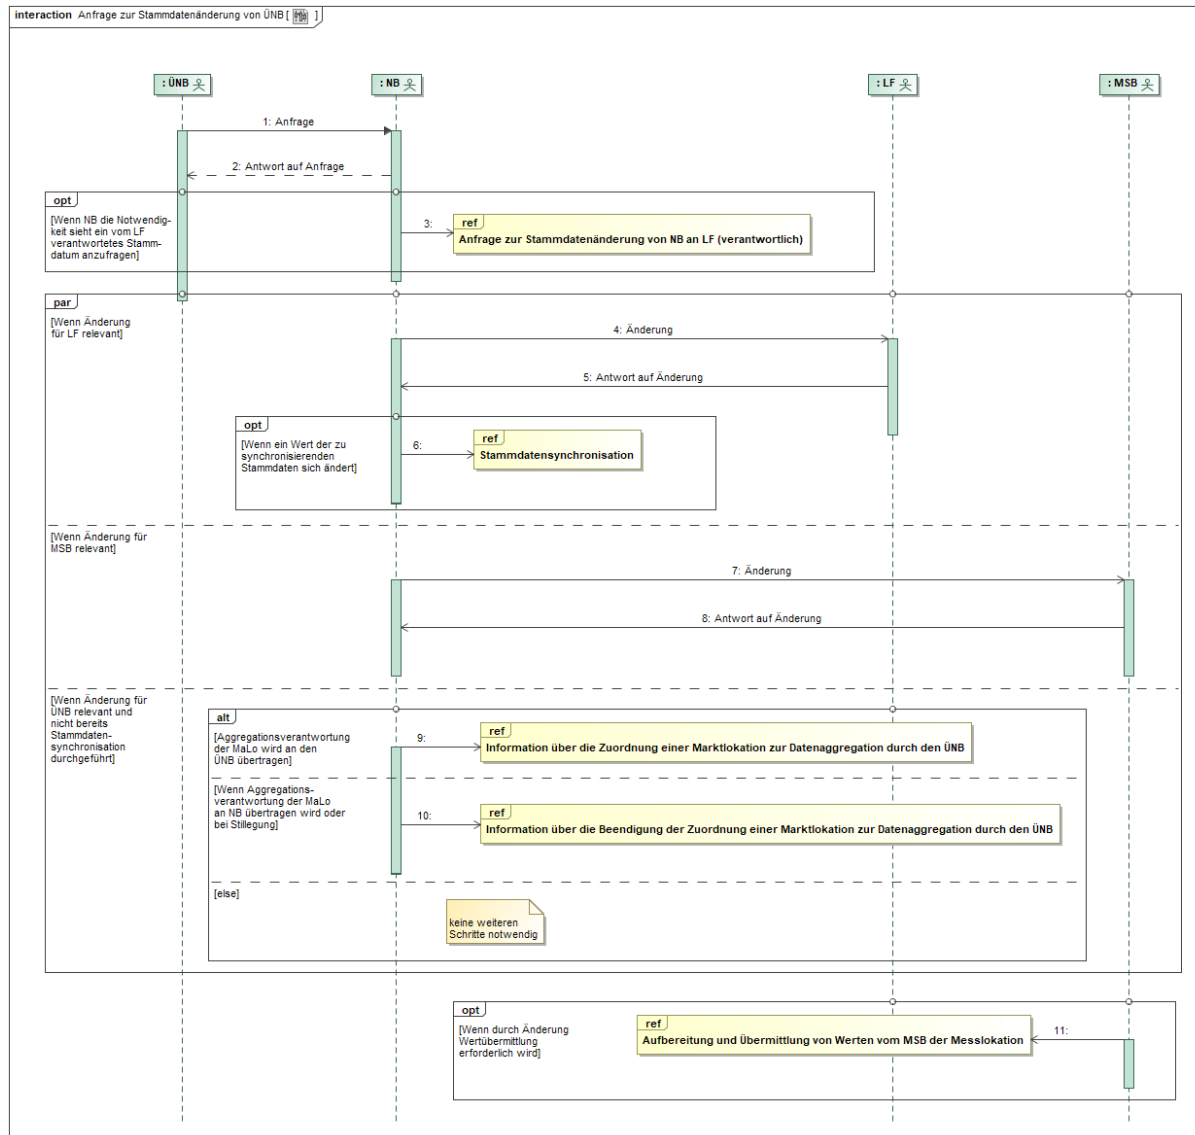 interaction Anfrage zur Stammdatenänderung von ÜNB [ ]
: ÜNB
: NB
: LF
: MSB
1: Anfrage
2: Antwort auf Anfrage
opt
[Wenn NB die Notwendig-
keit sieht ein vom LF
verantwortetes Stamm-
datum anzufragen]
3:
ref
Anfrage zur Stammdatenänderung von NB an LF (verantwortlich)
par
[Wenn Änderung
für LF relevant]
4: Änderung
5: Antwort auf Änderung
opt
[Wenn ein Wert der zu
synchronisierenden
Stammdaten sich ändert]
6:
ref
Stammdatensynchronisation
[Wenn Änderung für
MSB relevant]
7: Änderung
8: Antwort auf Änderung
[Wenn Änderung für
ÜNB relevant und
nicht bereits
Stammdaten-
synchronisation
durchgeführt]
alt
[Aggregationsverantwortung
der MaLo wird an den
ÜNB übertragen]
9:
ref
Information über die Zuordnung einer Marktlokation zur Datenaggregation durch den ÜNB
[Wenn Aggregations-
verantwortung der MaLo
an NB übertragen wird oder
bei Stillegung]
10:
ref
Information über die Beendigung der Zuordnung einer Marktlokation zur Datenaggregation durch den ÜNB
[else]
keine weiteren
Schritte notwendig
opt
[Wenn durch Änderung
Wertübermittlung
erforderlich wird]
ref
Aufbereitung und Übermittlung von Werten vom MSB der Messlokation
11: